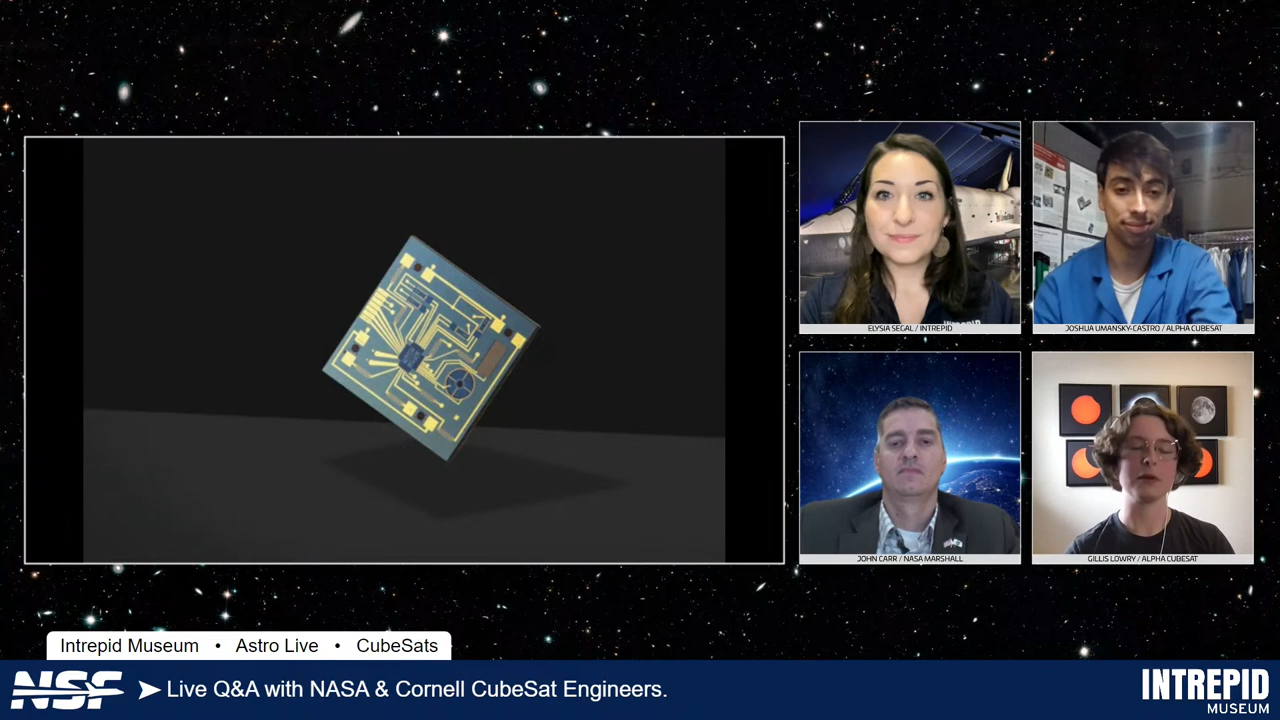 ELYSIA SEGAL / INTREPID
JOSHUA UMANSKY-CASTRO / ALPHA CUBESAT
JOHN CARR / NASA MARSHALL
GILLIS LOWRY / ALPHA CUBESAT
Intrepid Museum • Astro Live • CubeSats
NSF
Live Q&A with NASA & Cornell CubeSat Engineers.
INTREPID
MUSEUM